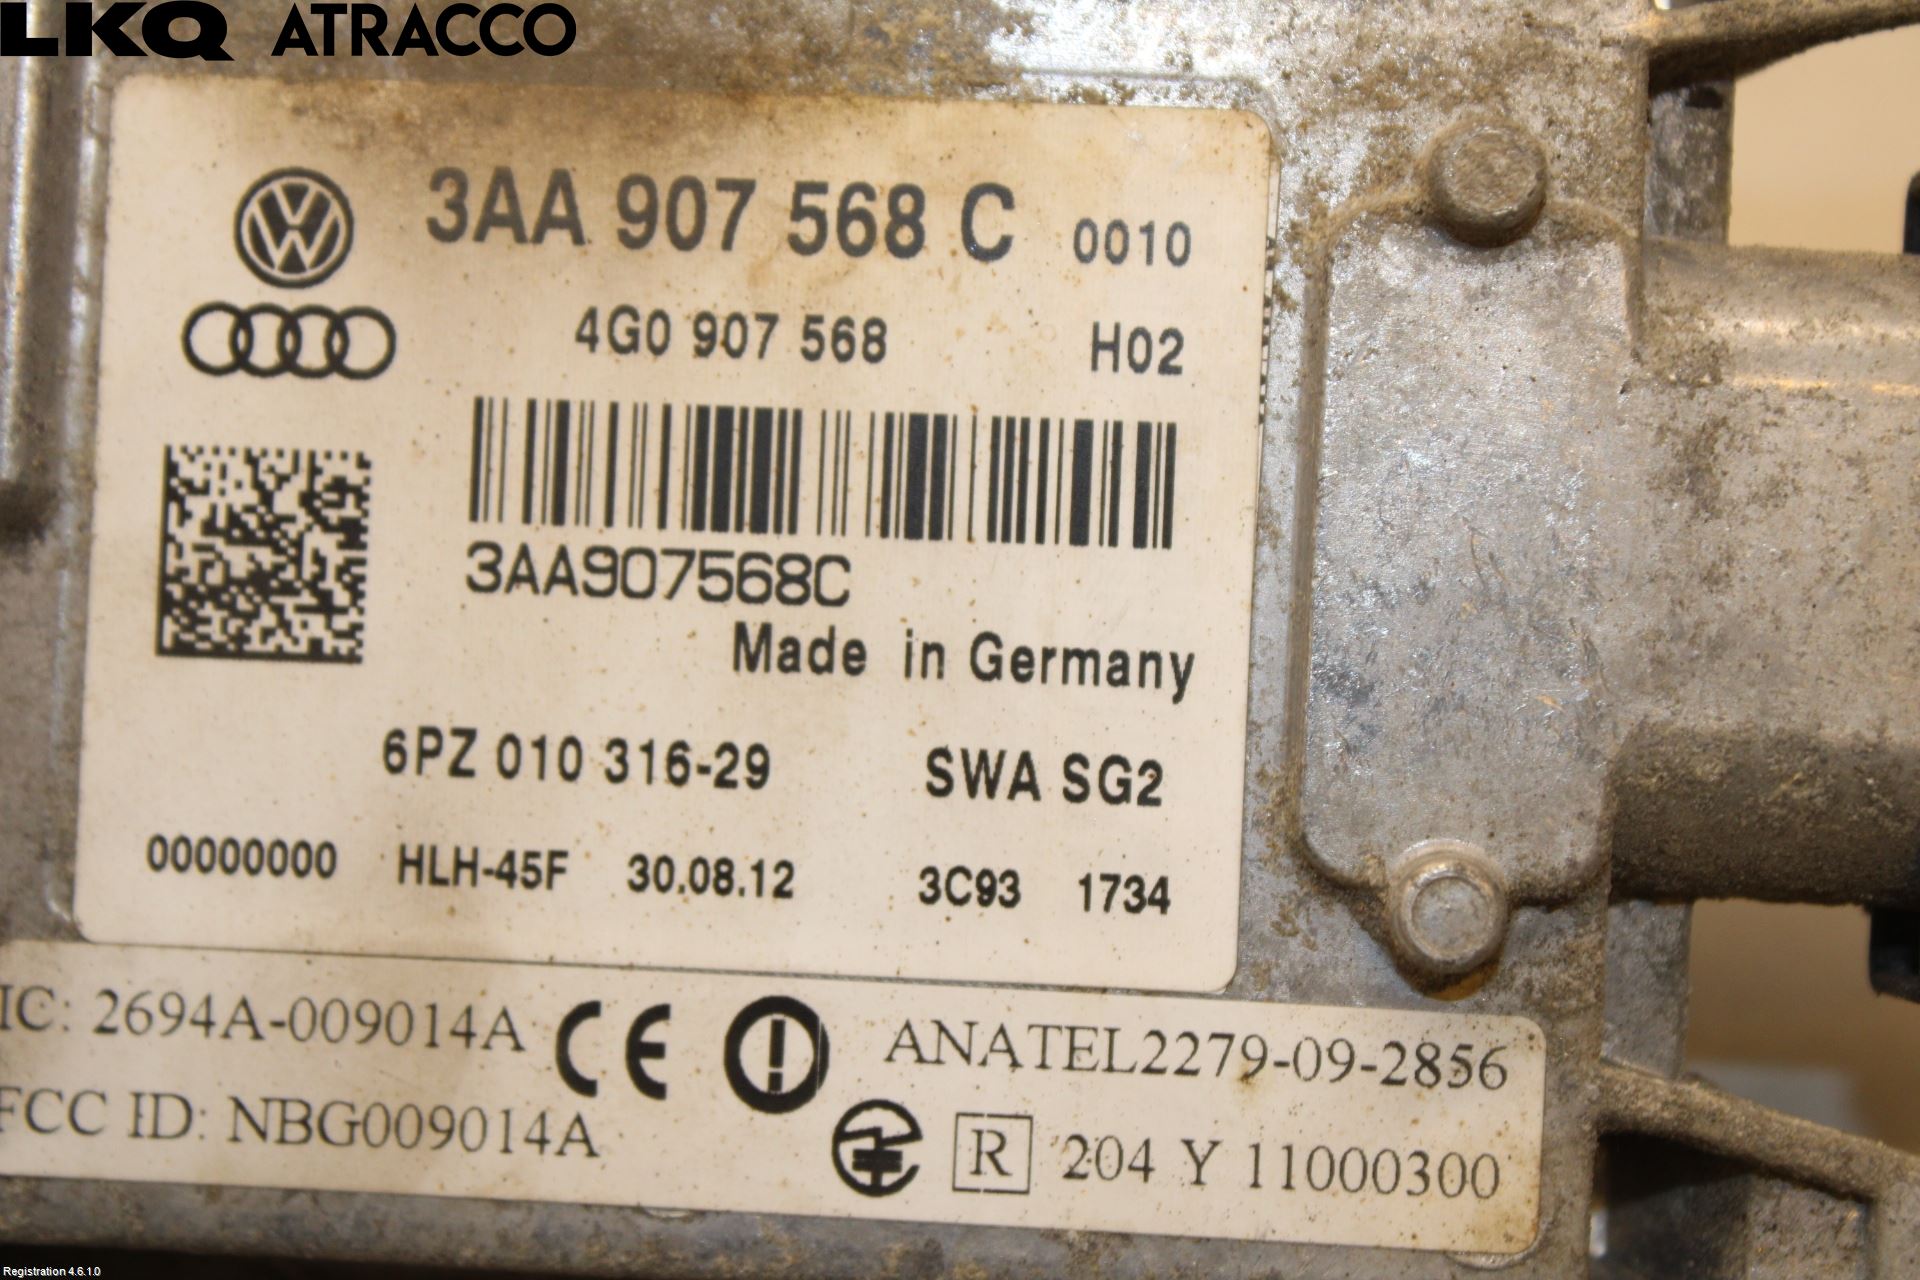 LKQ ATRACCO
3AA 907 568 C 0010
4G0 907 568 H02
3AA907568C
Made in Germany
6PZ 010 316-29 SWA SG2
00000000 HLH-45F 30.08.12 3C93 1734
IC: 2694A-009014A CE ANATEL2279-09-2856
FCC ID: NBG009014A R 204 Y 11000300
Registration 4.6.1.0